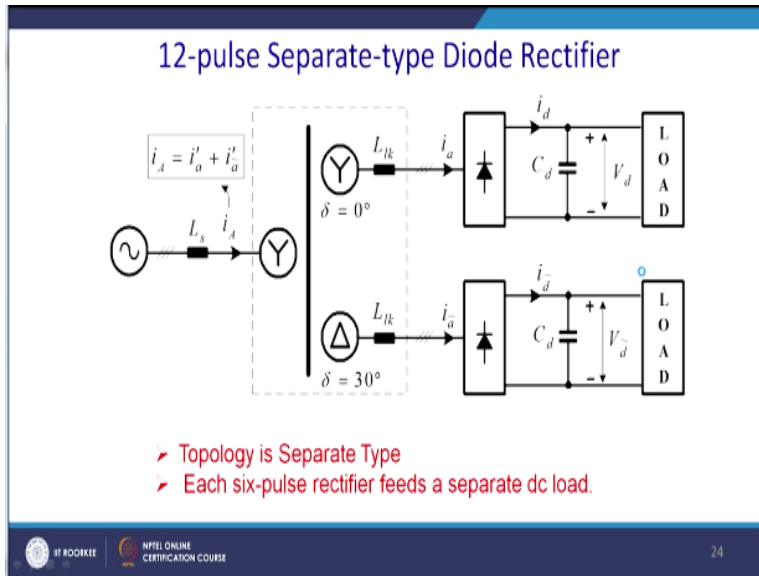 12-pulse Separate-type Diode Rectifier
i_A = i'_a + i'_ã
L_s
i_A
Y
Y
δ = 0°
L_lk
i_a
i_d
C_d
+
V_d
−
L
O
A
D
Δ
δ = 30°
L_lk
i_ã
i_d̃
C_d
+
V_d̃
−
L
O
A
D
➢ Topology is Separate Type
➢ Each six-pulse rectifier feeds a separate dc load.
IIT ROORKEE
NPTEL ONLINE
CERTIFICATION COURSE
24